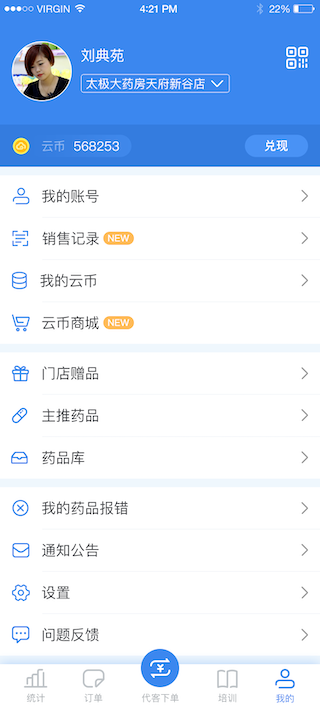 VIRGIN 4:21 PM 22%
刘典苑
太极大药房天府新谷店
云币 568253 兑现
我的账号
销售记录 NEW
我的云币
云币商城 NEW
门店赠品
主推药品
药品库
我的药品报错
通知公告
设置
问题反馈
统计 订单 代客下单 培训 我的